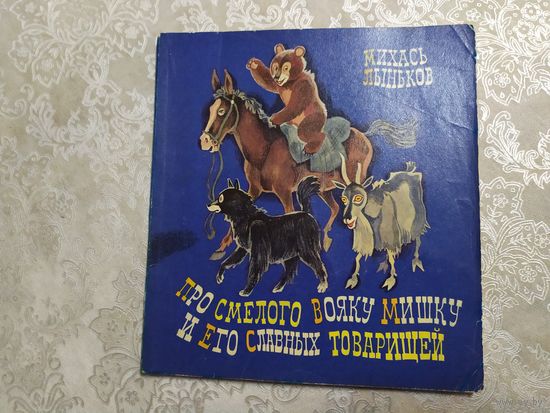 МИХАСЬ
ЛЫНЬКОВ
ПРО СМЕЛОГО ВОЯКУ МИШКУ
И ЕГО СЛАВНЫХ ТОВАРИЩЕЙ